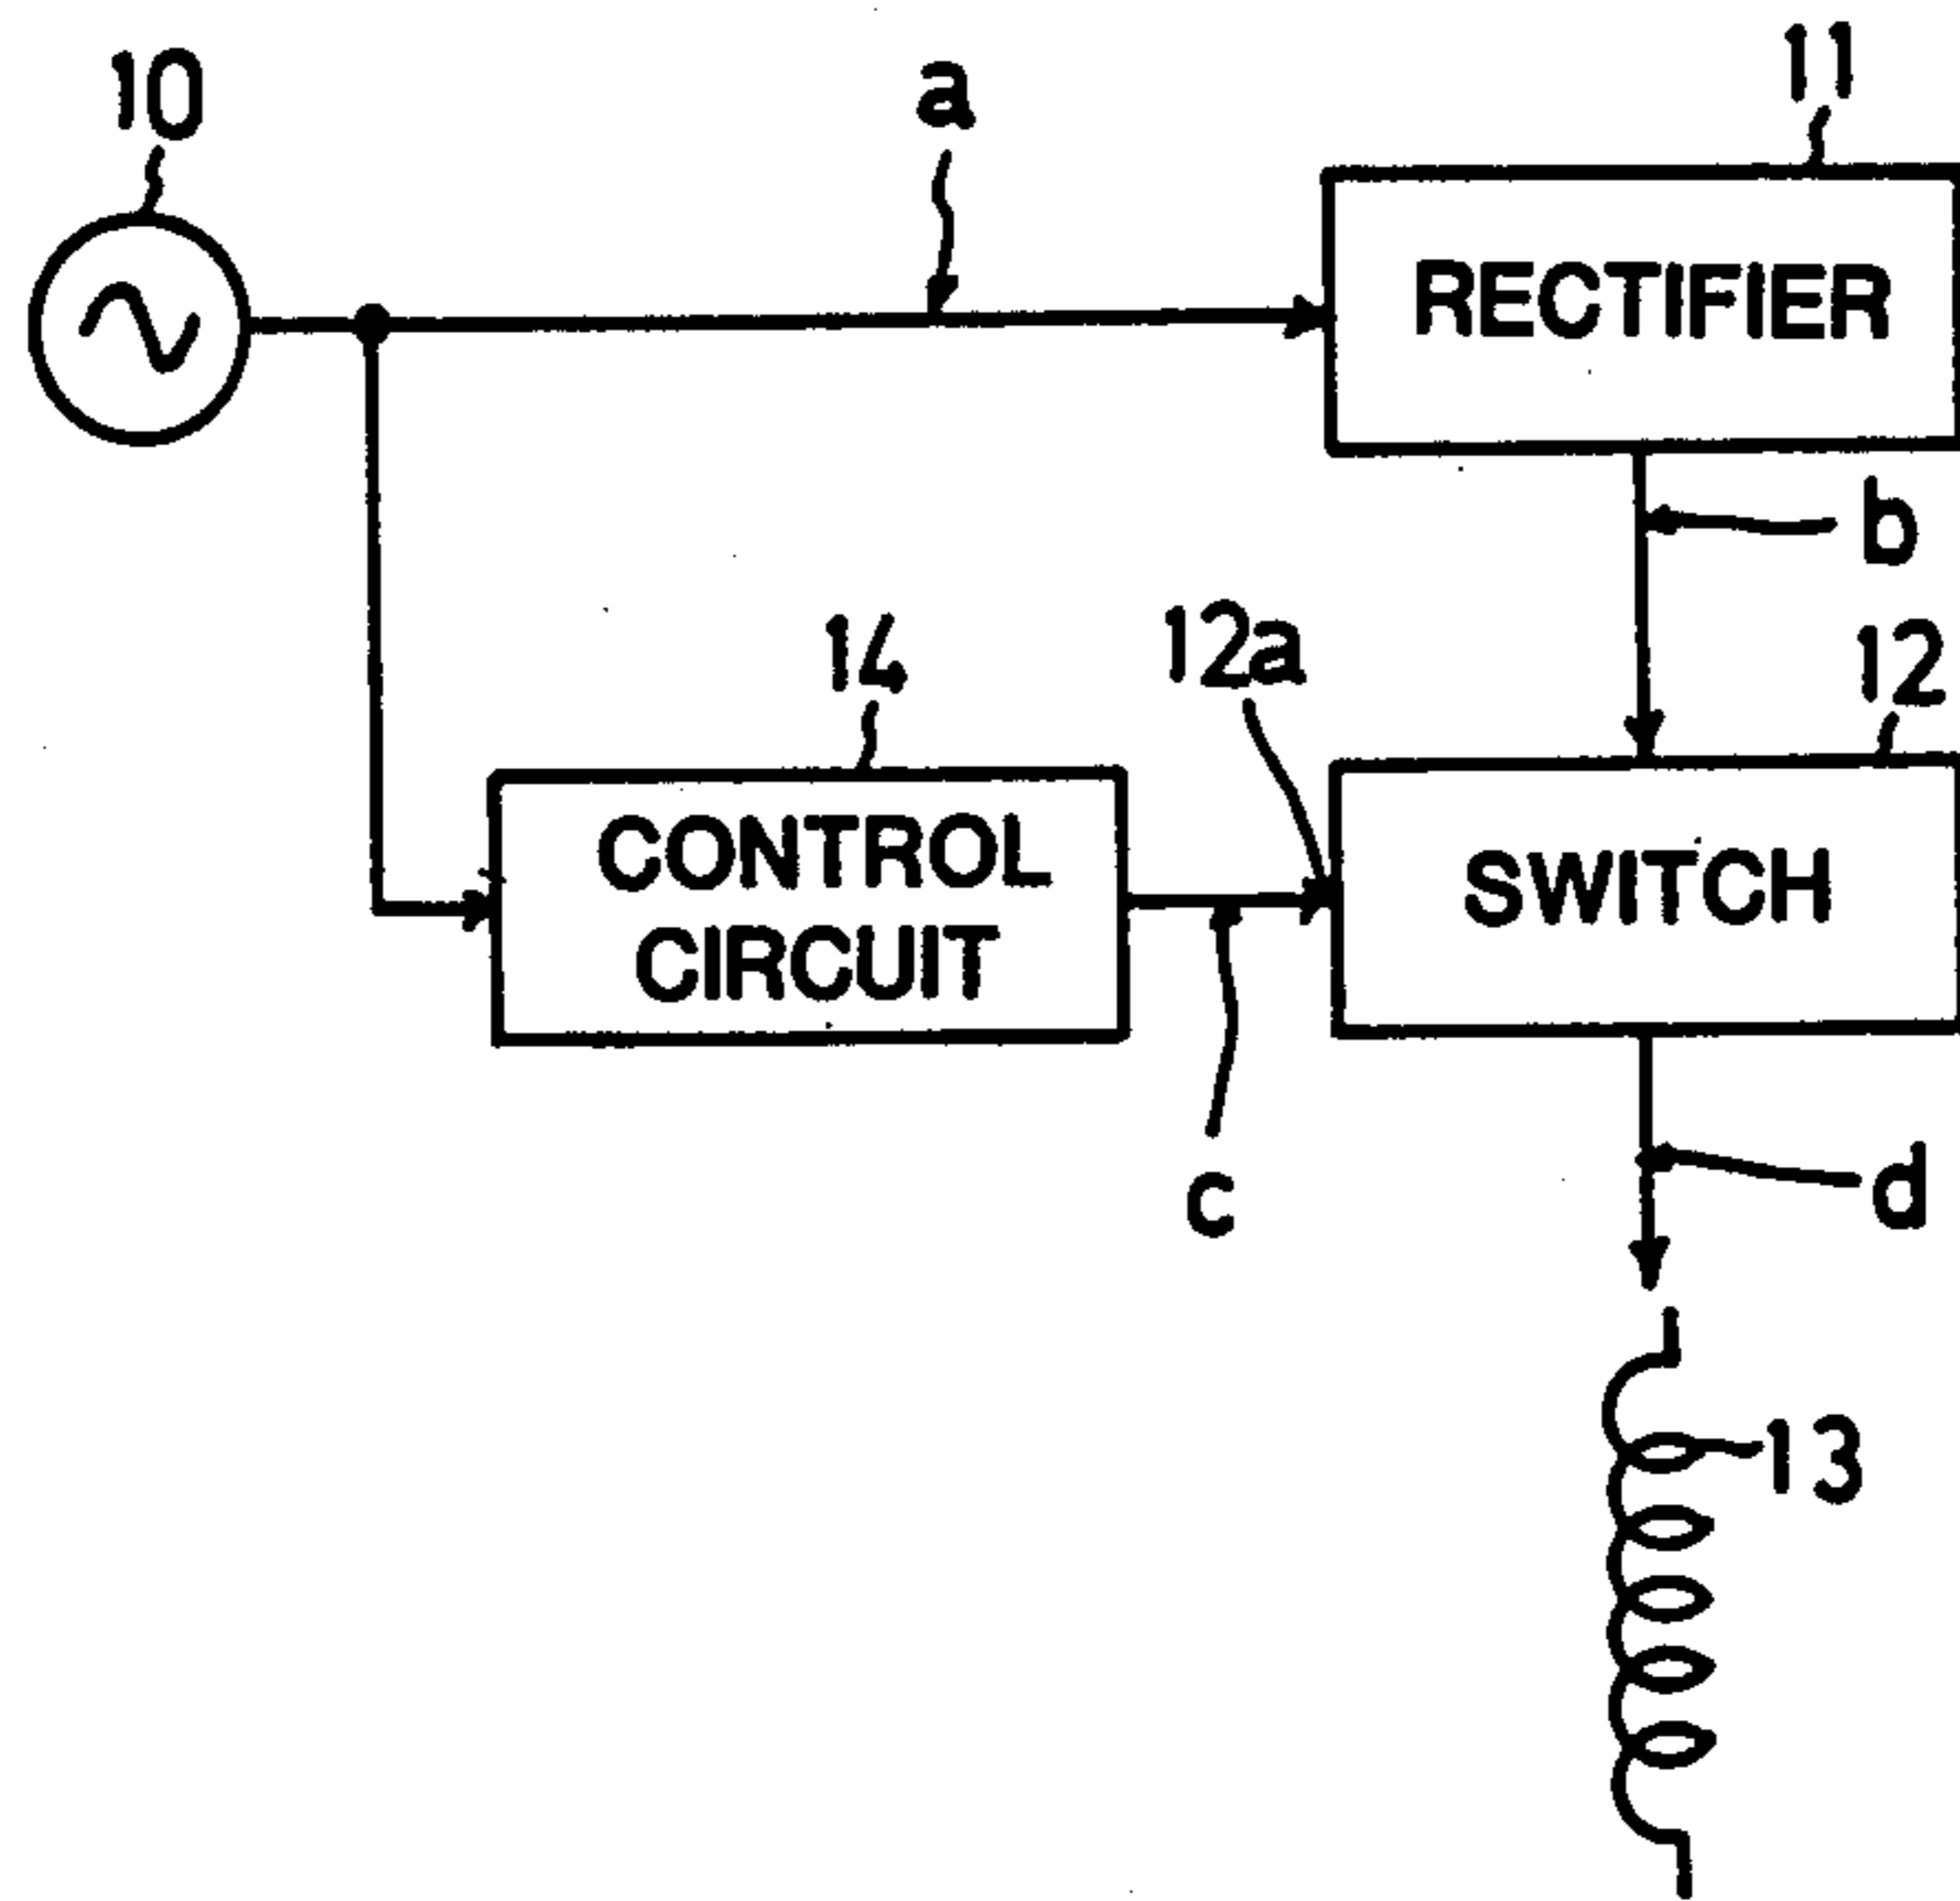 10
a
11
RECTIFIER
b
14
12a
12
CONTROL
CIRCUIT
SWITCH
c
d
13